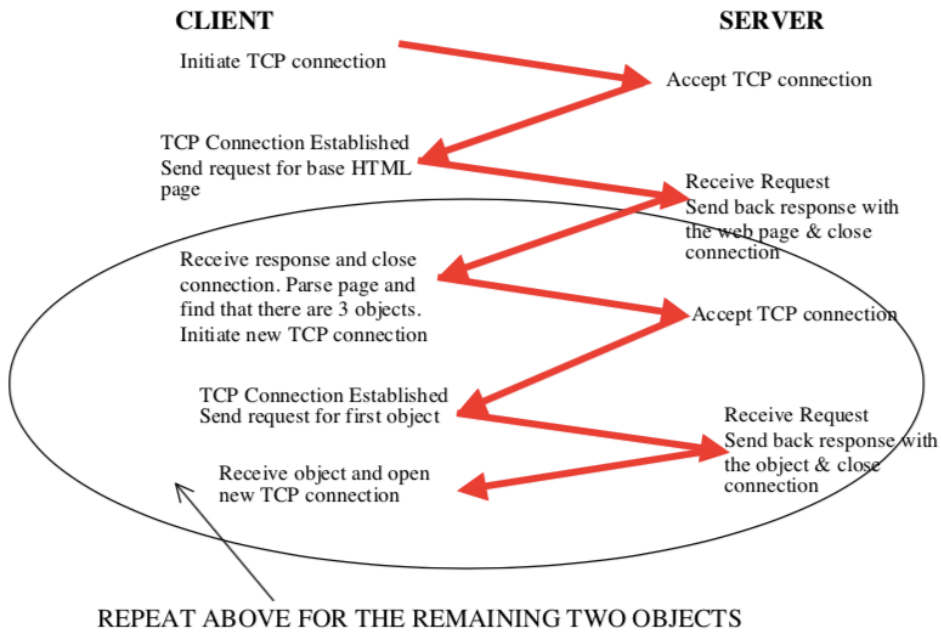 CLIENT
SERVER
Initiate TCP connection
Accept TCP connection
TCP Connection Established
Send request for base HTML
page
Receive Request
Send back response with
the web page & close
connection
Receive response and close
connection. Parse page and
find that there are 3 objects.
Initiate new TCP connection
Accept TCP connection
TCP Connection Established
Send request for first object
Receive Request
Send back response with
the object & close
connection
Receive object and open
new TCP connection
REPEAT ABOVE FOR THE REMAINING TWO OBJECTS